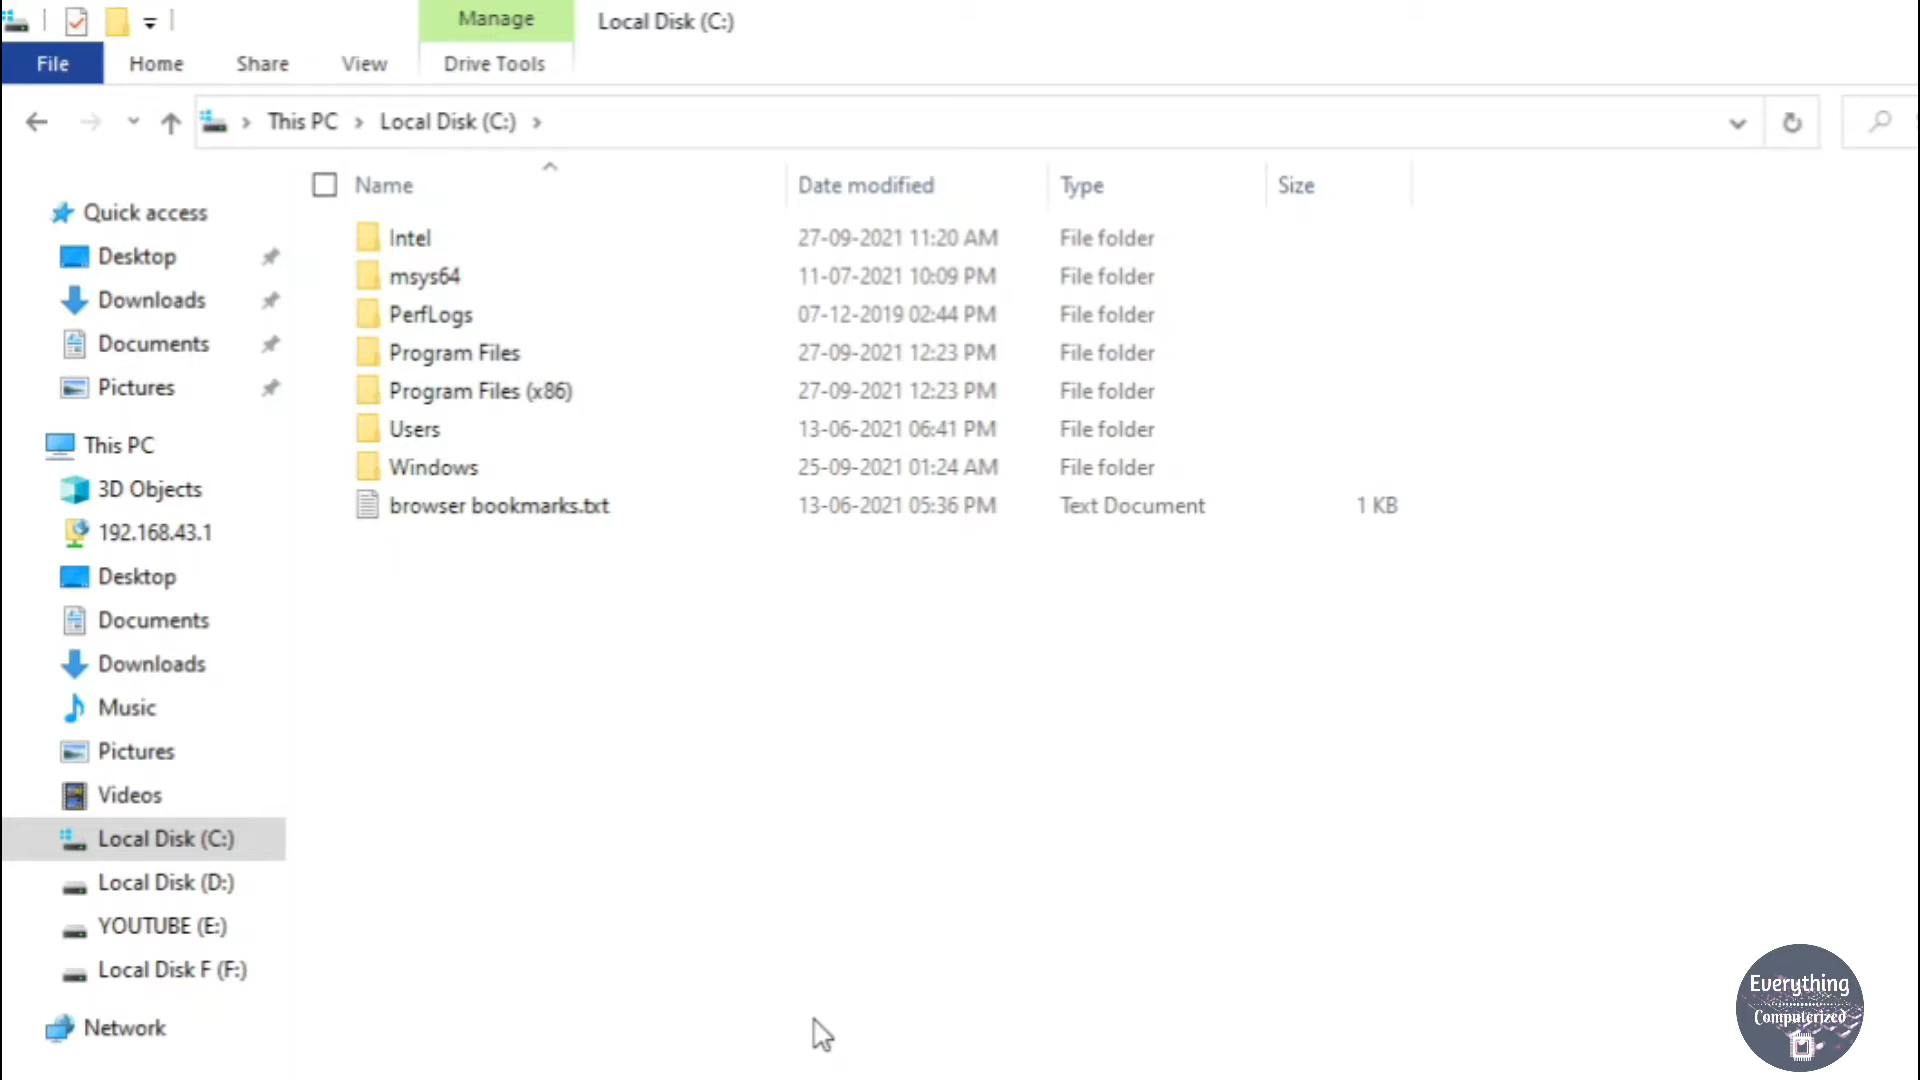 Manage
Local Disk (C:)
File
Home
Share
View
Drive Tools
This PC
Local Disk (C:)
Name
Date modified
Type
Size
Quick access
Desktop
Downloads
Documents
Pictures
This PC
3D Objects
192.168.43.1
Desktop
Documents
Downloads
Music
Pictures
Videos
Local Disk (C:)
Local Disk (D:)
YOUTUBE (E:)
Local Disk F (F:)
Network
Intel 27-09-2021 11:20 AM File folder
msys64 11-07-2021 10:09 PM File folder
PerfLogs 07-12-2019 02:44 PM File folder
Program Files 27-09-2021 12:23 PM File folder
Program Files (x86) 27-09-2021 12:23 PM File folder
Users 13-06-2021 06:41 PM File folder
Windows 25-09-2021 01:24 AM File folder
browser bookmarks.txt 13-06-2021 05:36 PM Text Document 1 KB
Everything
Computerized